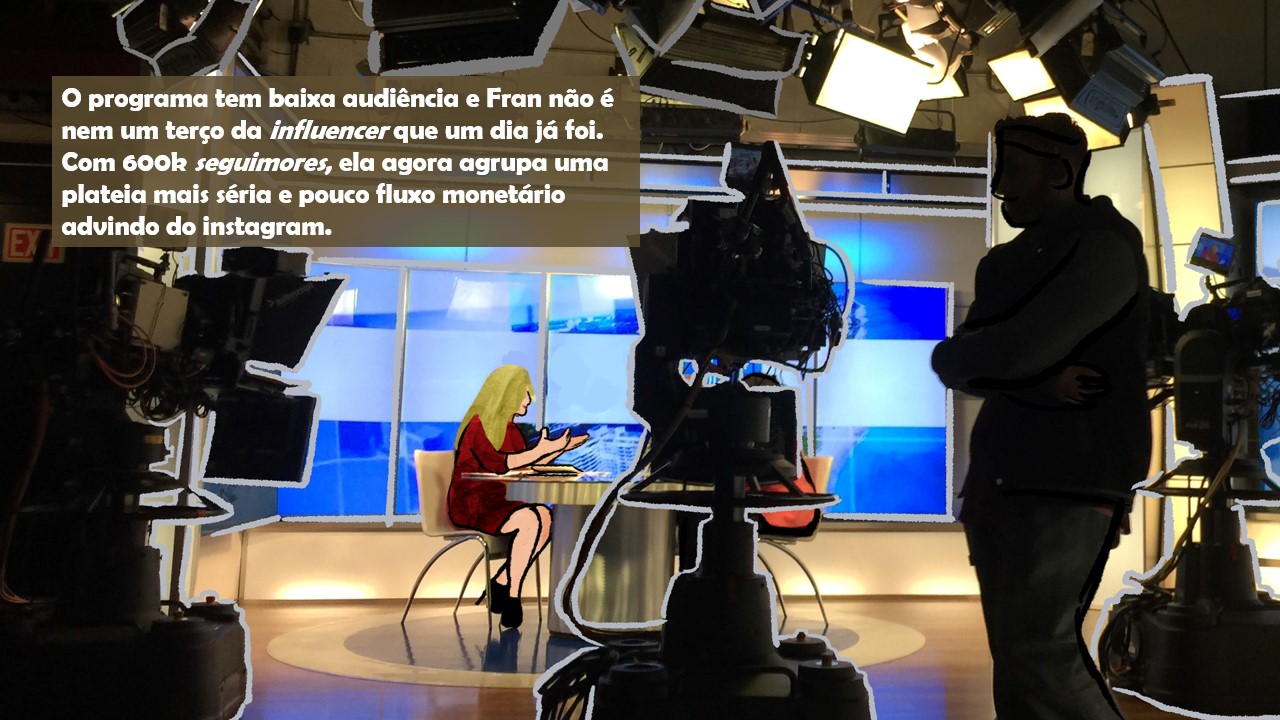 O programa tem baixa audiência e Fran não é
nem um terço da influencer que um dia já foi.
Com 600k seguimores, ela agora agrupa uma
plateia mais séria e pouco fluxo monetário
advindo do instagram.
EX